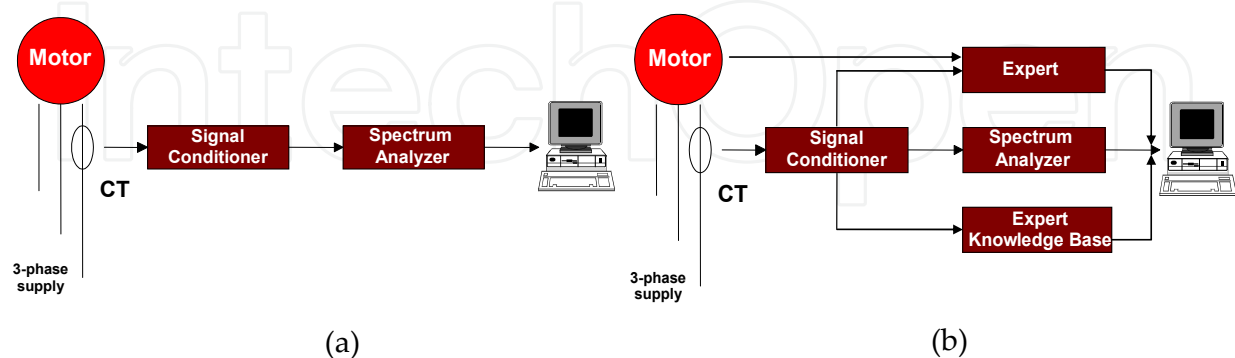 IntechOpen
Motor
Signal
Conditioner
Spectrum
Analyzer
CT
3-phase
supply
(a)
Motor
Expert
Signal
Conditioner
Spectrum
Analyzer
CT
Expert
Knowledge Base
3-phase
supply
(b)